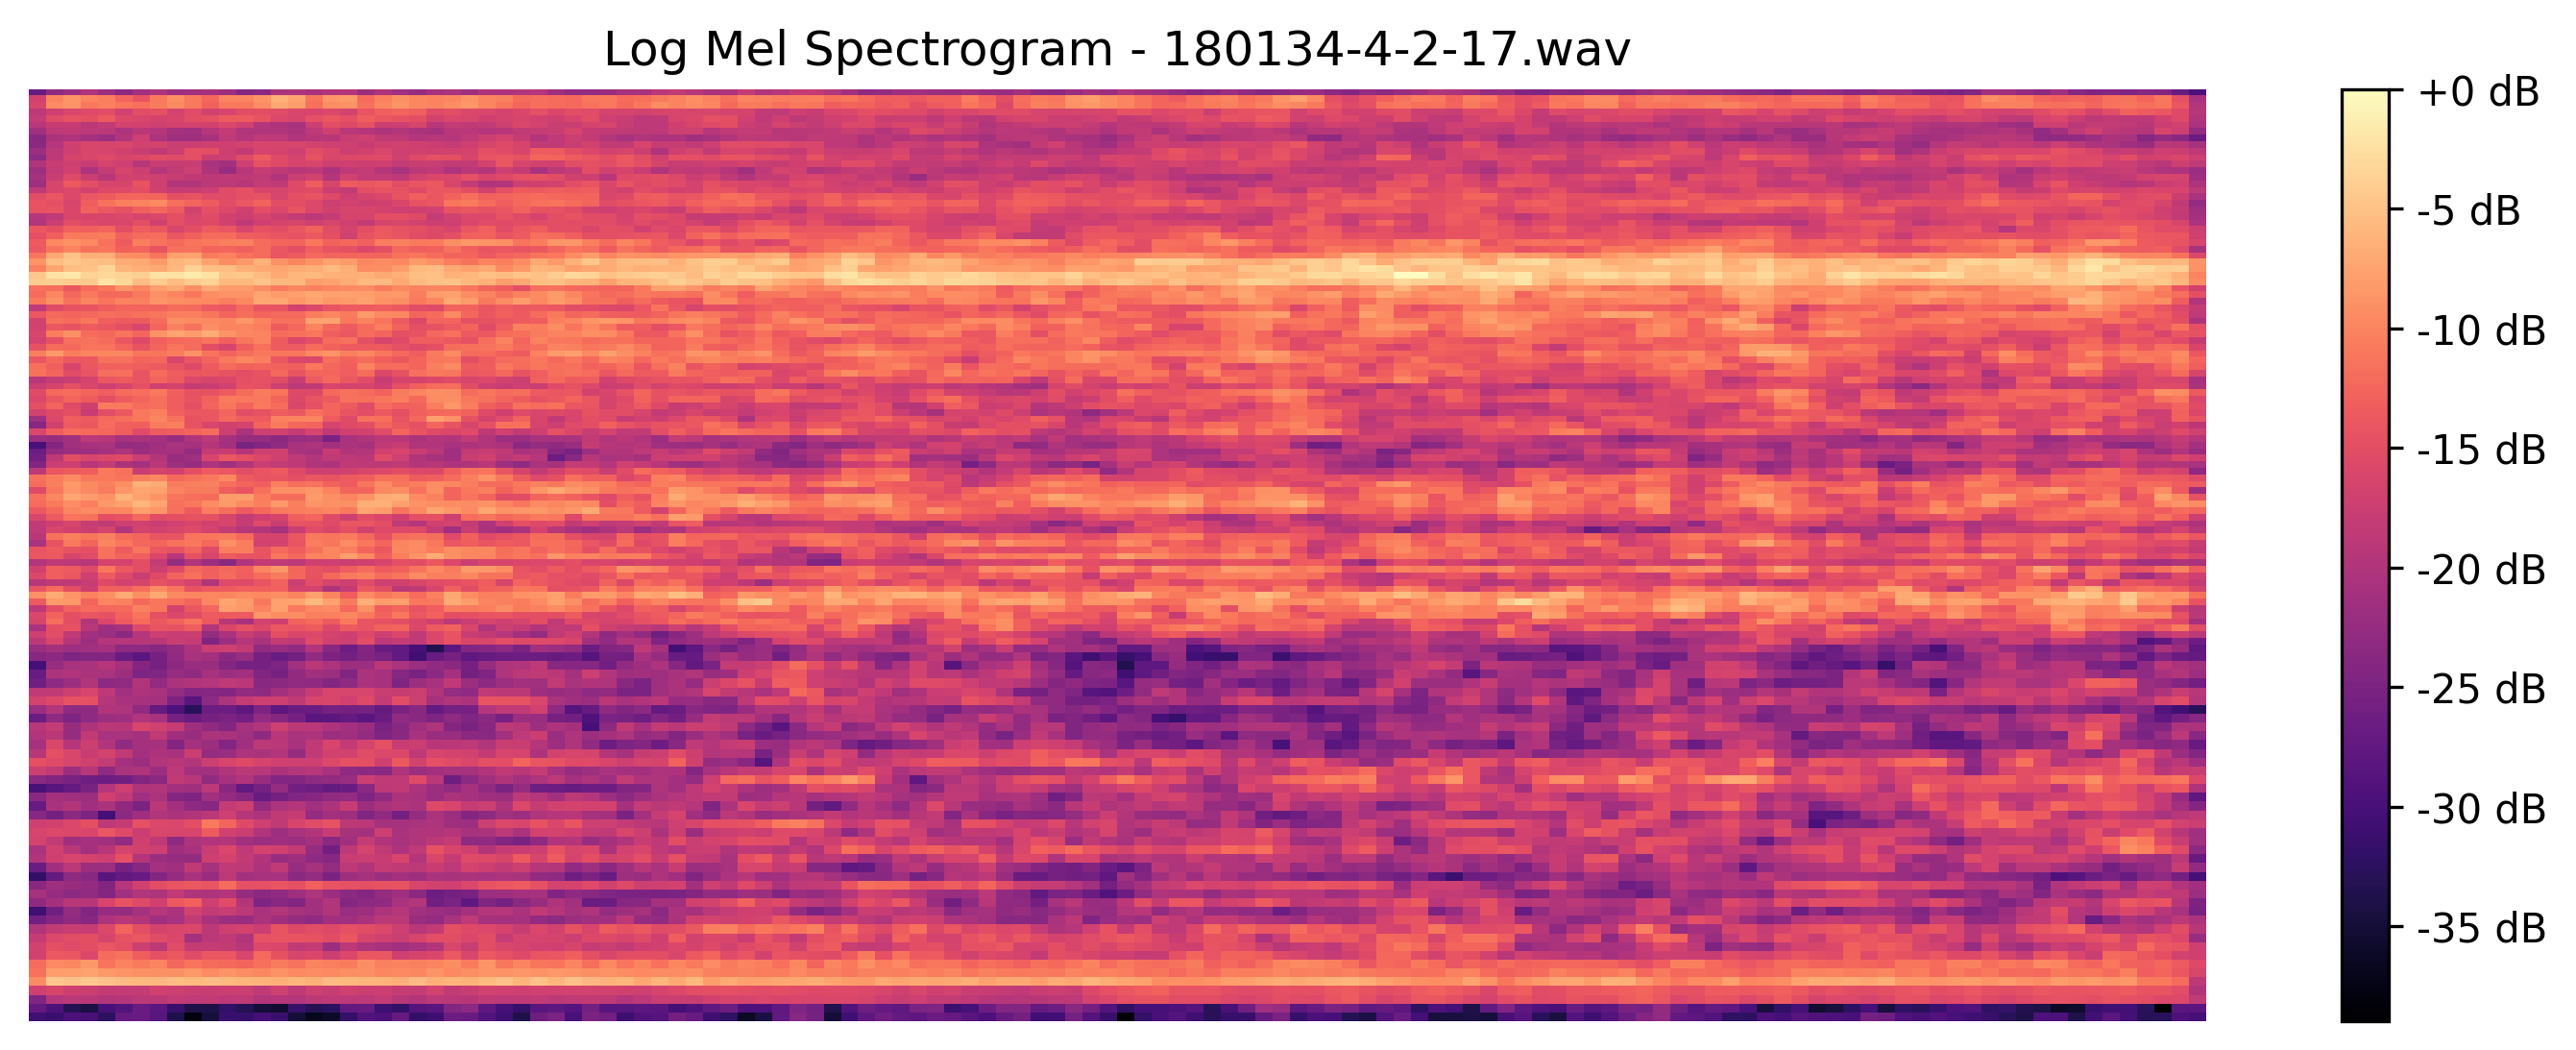 Log Mel Spectrogram - 180134-4-2-17.wav
+0 dB
-5 dB
-10 dB
-15 dB
-20 dB
-25 dB
-30 dB
-35 dB